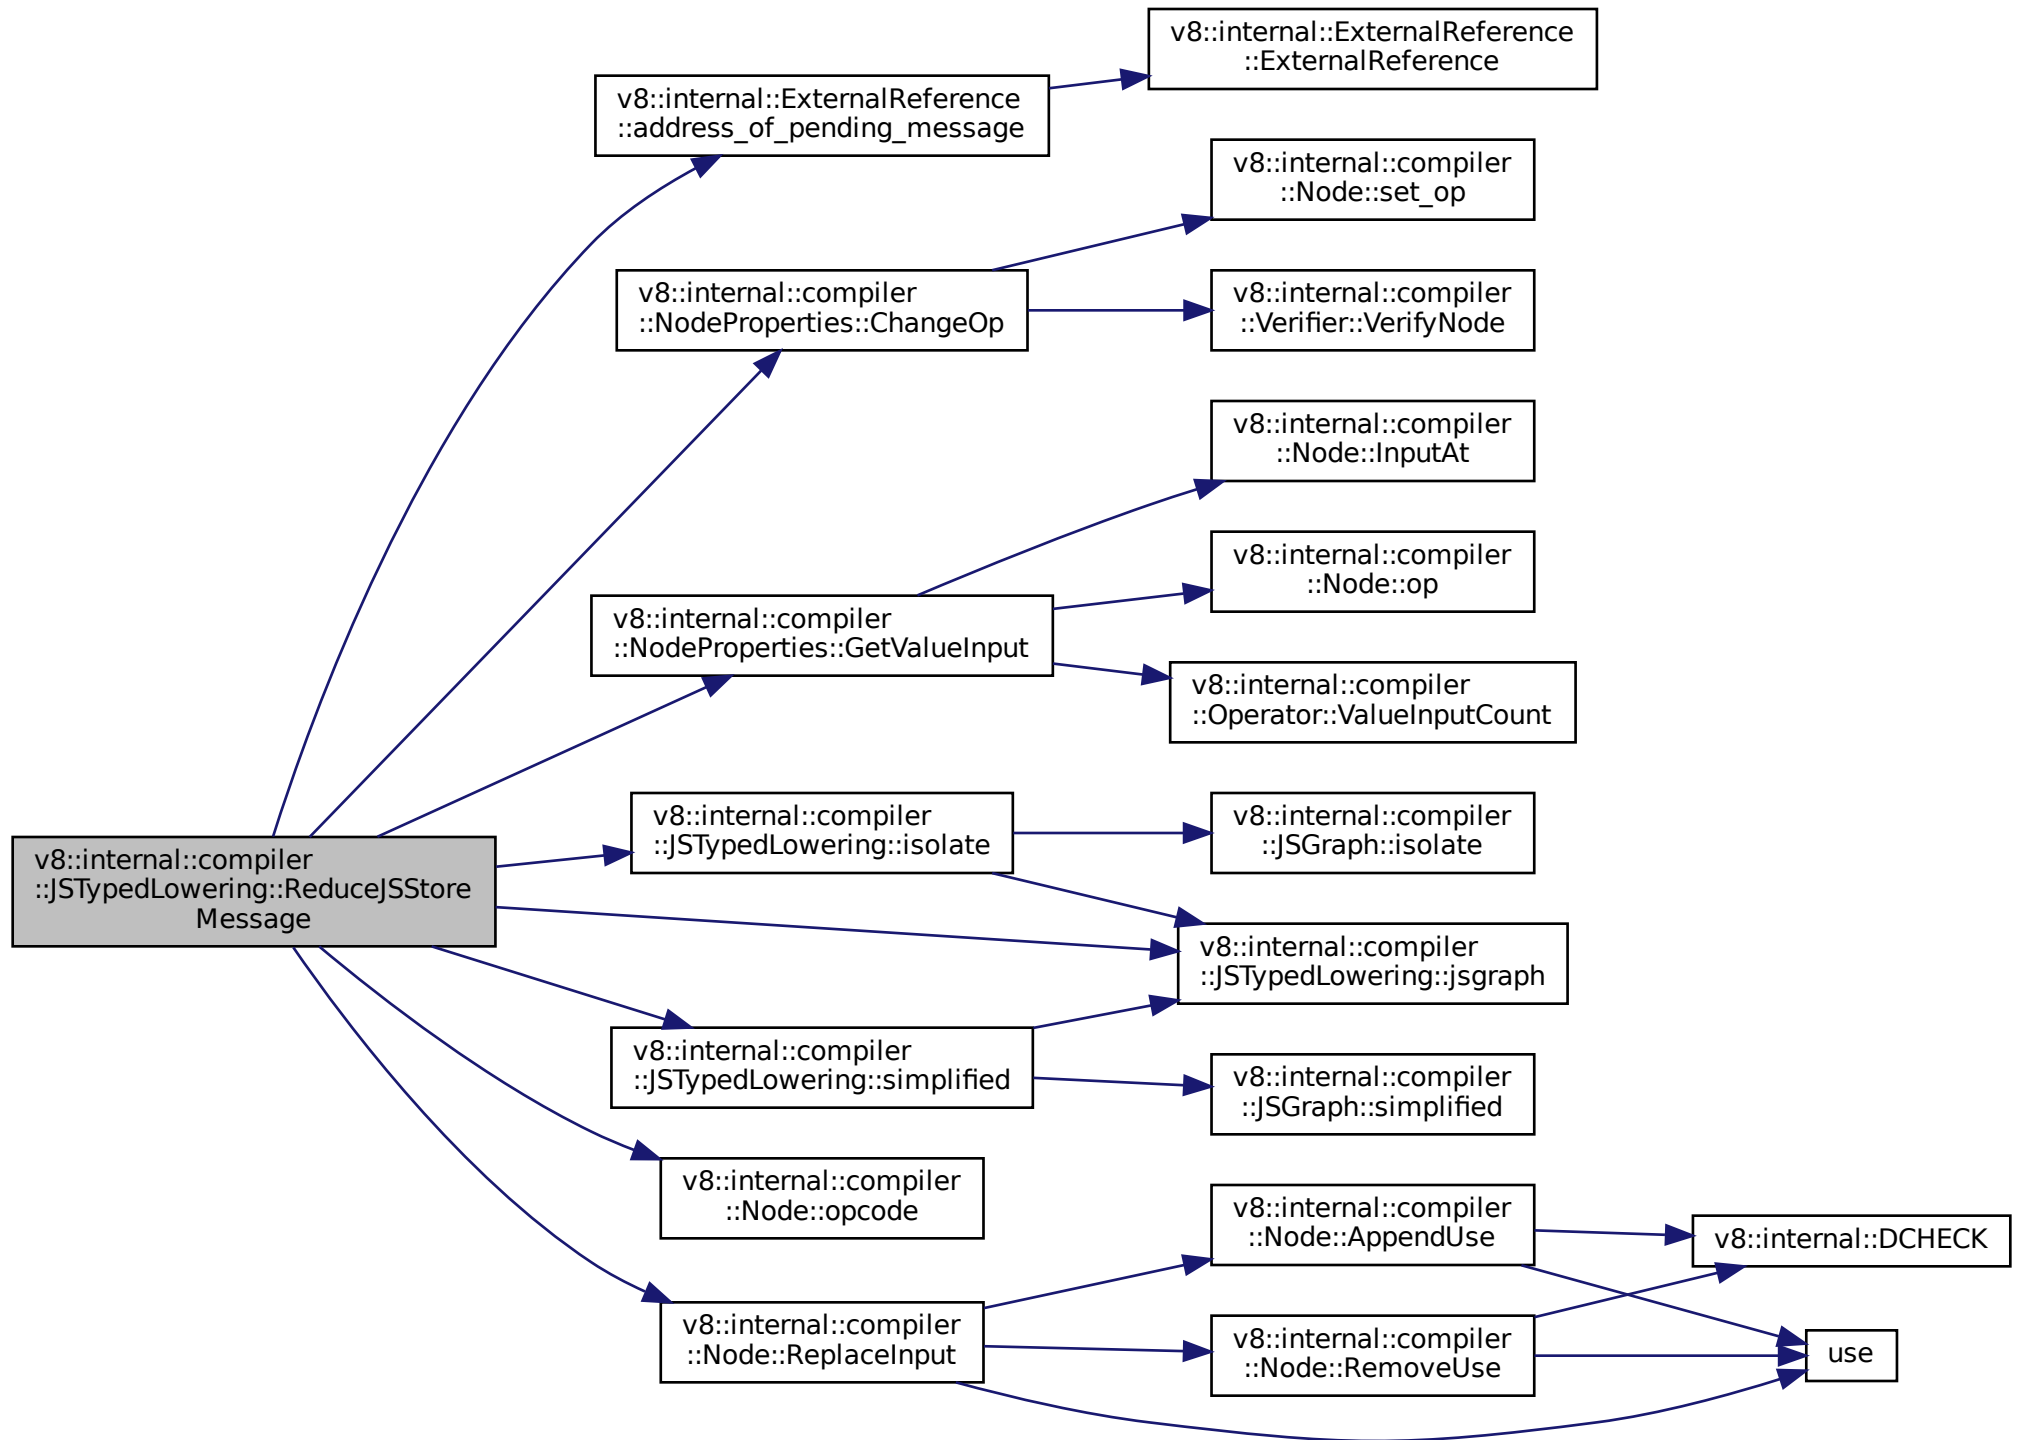 v8::internal::ExternalReference
::ExternalReference
v8::internal::ExternalReference
::address_of_pending_message
v8::internal::compiler
::Node::set_op
v8::internal::compiler
::NodeProperties::ChangeOp
v8::internal::compiler
::Verifier::VerifyNode
v8::internal::compiler
::Node::InputAt
v8::internal::compiler
::Node::op
v8::internal::compiler
::NodeProperties::GetValueInput
v8::internal::compiler
::Operator::ValueInputCount
v8::internal::compiler
::JSTypedLowering::isolate
v8::internal::compiler
::JSGraph::isolate
v8::internal::compiler
::JSTypedLowering::ReduceJSStore
Message
v8::internal::compiler
::JSTypedLowering::jsgraph
v8::internal::compiler
::JSTypedLowering::simplified
v8::internal::compiler
::JSGraph::simplified
v8::internal::compiler
::Node::opcode
v8::internal::compiler
::Node::AppendUse
v8::internal::DCHECK
v8::internal::compiler
::Node::ReplaceInput
v8::internal::compiler
::Node::RemoveUse
use